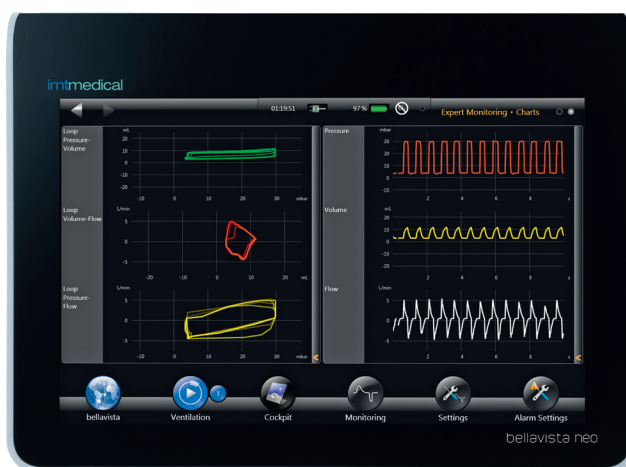 imtmedical
01:19:51
97%
Expert Monitoring • Charts
Loop
Pressure-
Volume
mL
20
10
0
-10
-20
-10
0
10
20
30
mbar
Loop
Volume-Flow
L/min
5
0
-5
-20
-10
0
10
20
mL
Loop
Pressure-
Flow
L/min
5
0
-5
-10
0
10
20
30
mbar
Pressure
mbar
30
20
10
0
-10
2
4
6
8
s
Volume
mL
20
10
0
-10
-20
2
4
6
8
s
Flow
L/min
5
0
-5
2
4
6
8
s
bellavista
Ventilation
Cockpit
Monitoring
Settings
Alarm Settings
bellavista neo